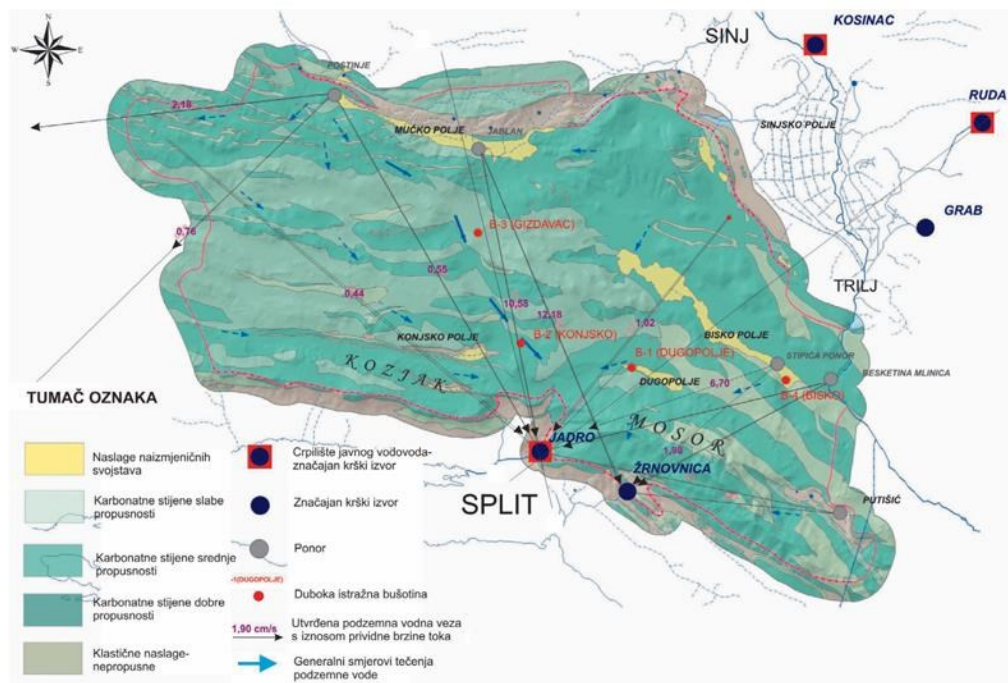 N
W
E
S
SINJ
KOSINAC
RUDA
POSTINJE
2,18
MUĆKO POLJE
JABLAN
SINJSKO POLJE
GRAB
B-3 (GIZDAVAC)
0,76
0,55
0,44
TRILJ
10,58
12,18
1,02
KONJSKO POLJE
B-2 (KONJSKO)
BISKO POLJE
B-1 (DUGOPOLJE)
STIPIĆA PONOR
BESKETINA MLINICA
KOZJAK
DUGOPOLJE
6,70
B-4 (BISKO)
MOSOR
JADRO
1,90
ŽRNOVNICA
SPLIT
PUTIŠIĆ
TUMAČ OZNAKA
Naslage naizmjeničnih
svojstava
Karbonatne stijene slabe
propusnosti
Karbonatne stijene srednje
propusnosti
Karbonatne stijene dobre
propusnosti
Klastične naslage-
nepropusne
Crpilište javnog vodovoda-
značajan krški izvor
Značajan krški izvor
Ponor
-1(DUGOPOLJE)
Duboka istražna bušotina
1,90 cm/s
Utvrđena podzemna vodna veza
s iznosom prividne brzine toka
Generalni smjerovi tečenja
podzemne vode